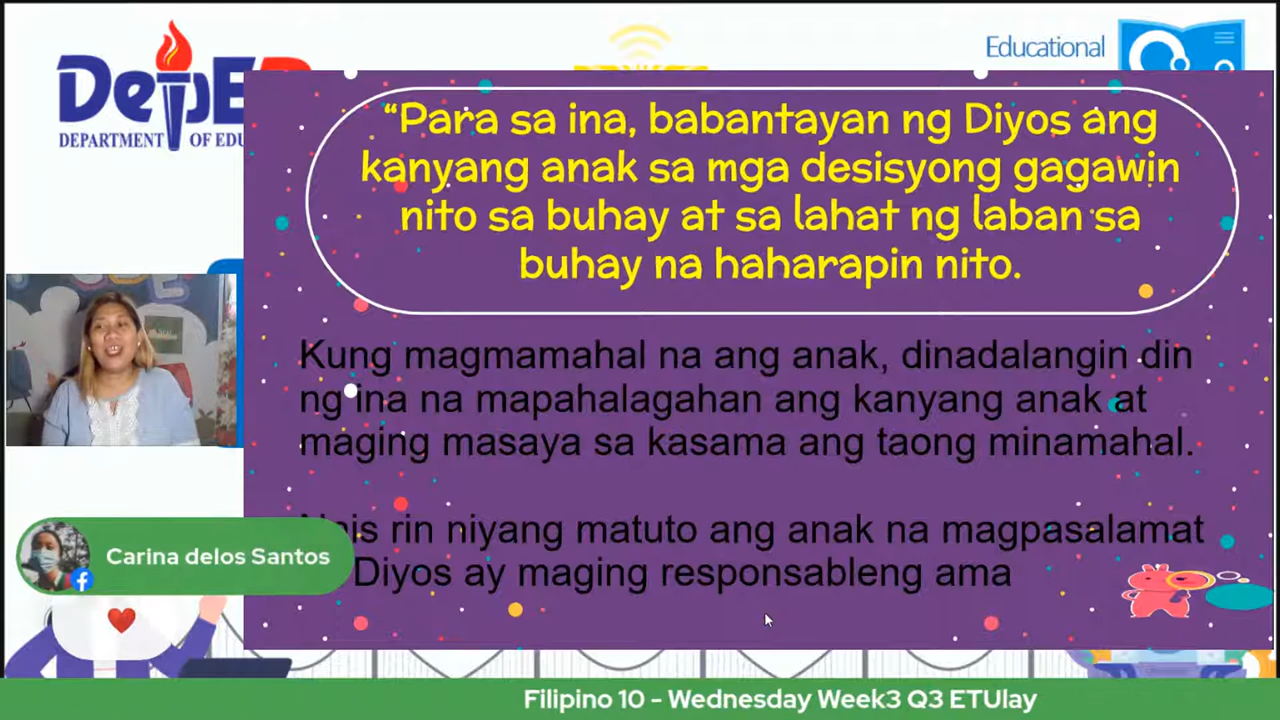 DepED
DEPARTMENT OF EDU
Educational
“Para sa ina, babantayan ng Diyos ang
kanyang anak sa mga desisyong gagawin
nito sa buhay at sa lahat ng laban sa
buhay na haharapin nito.
Kung magmamahal na ang anak, dinadalangin din
ng ina na mapahalagahan ang kanyang anak at
maging masaya sa kasama ang taong minamahal.
rin niyang matuto ang anak na magpasalamat
Diyos ay maging responsableng ama
Carina delos Santos
Filipino 10 - Wednesday Week3 Q3 ETUlay